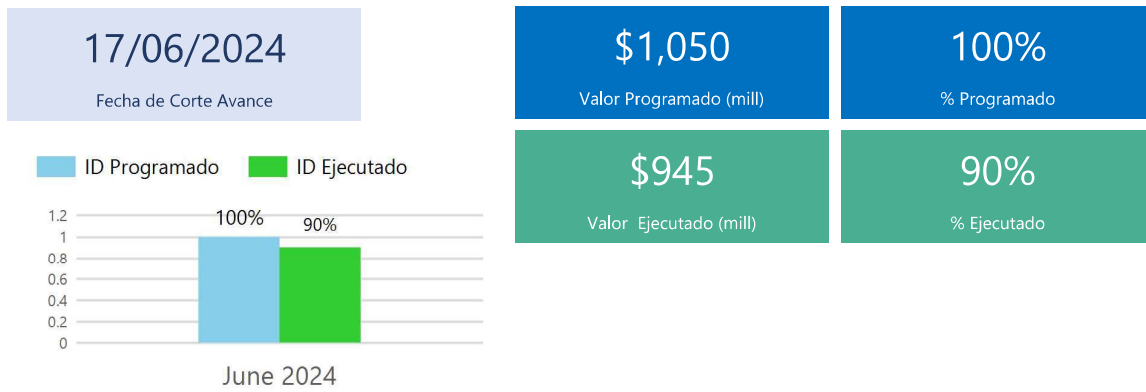 17/06/2024
Fecha de Corte Avance
$1,050
Valor Programado (mill)
100%
% Programado
$945
Valor Ejecutado (mill)
90%
% Ejecutado
ID Programado
ID Ejecutado
1.2
1
0.8
0.6
0.4
0.2
0
100%
90%
June 2024